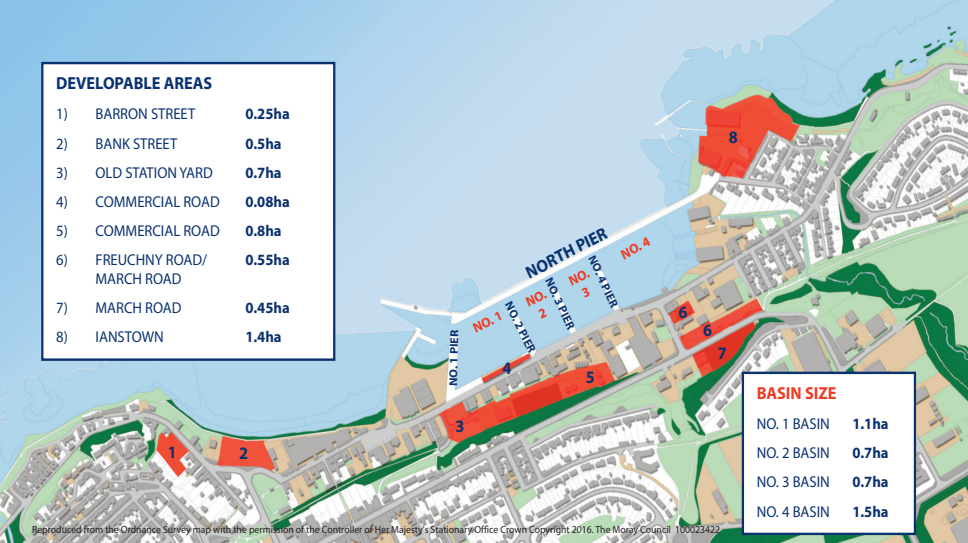 DEVELOPABLE AREAS
1) BARRON STREET 0.25ha
2) BANK STREET 0.5ha
3) OLD STATION YARD 0.7ha
4) COMMERCIAL ROAD 0.08ha
5) COMMERCIAL ROAD 0.8ha
6) FREUCHNY ROAD/ 0.55ha
MARCH ROAD
7) MARCH ROAD 0.45ha
8) IANSTOWN 1.4ha
8
NORTH PIER
NO. 1
NO.
2
NO.
3
NO. 4
NO. 1 PIER
NO. 2 PIER
NO. 3 PIER
NO. 4 PIER
6
6
7
4
5
3
1
2
BASIN SIZE
NO. 1 BASIN 1.1ha
NO. 2 BASIN 0.7ha
NO. 3 BASIN 0.7ha
NO. 4 BASIN 1.5ha
Reproduced from the Ordnance Survey map with the permission of the Controller of Her Majesty's Stationary Office Crown Copyright 2016. The Moray Council 100023422